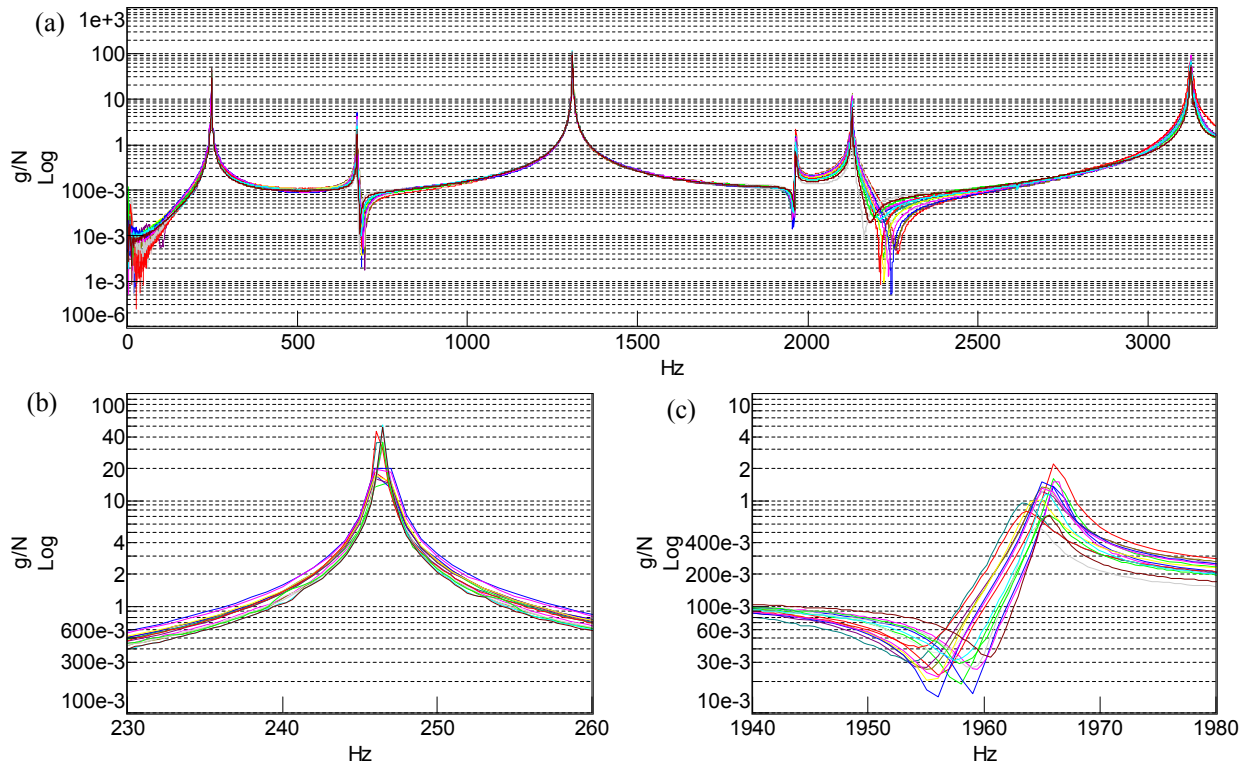 (a)
g/N
Log
1e+3
100
10
1
100e-3
10e-3
1e-3
100e-6
0 500 1000 1500 2000 2500 3000
Hz
(b)
g/N
Log
100
40
20
10
4
2
1
600e-3
300e-3
100e-3
230 240 250 260
Hz
(c)
g/N
Log
10
4
2
1
400e-3
200e-3
100e-3
60e-3
30e-3
10e-3
1940 1950 1960 1970 1980
Hz